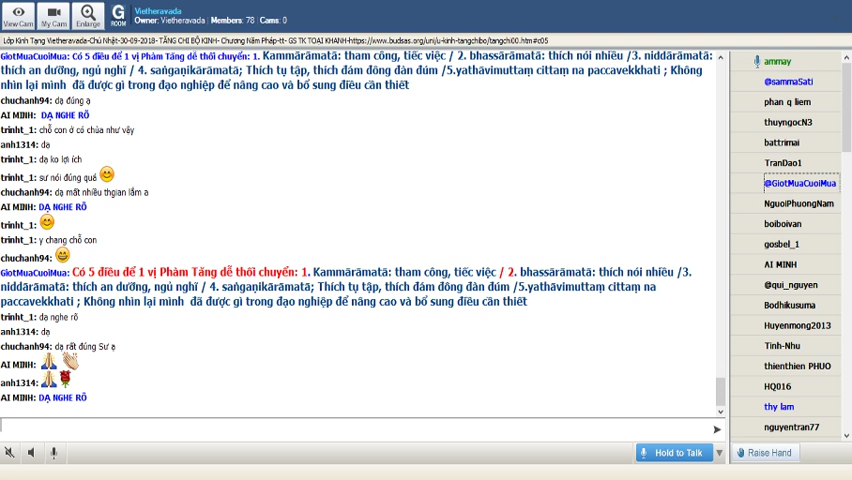 View Cam
My Cam
Enlarge
G
ROOM
Vietheravada
Owner: Vietheravada | Members: 78 | Coins: 0
Lớp Kinh Tạng Vietheravada-Chủ Nhật-30-09-2018- TĂNG CHI BỘ KINH- Chương Năm Pháp-tt- GS TK TOẠI KHANH-https://www.budsas.org/uni/u-kinh-tangchibo/tangch00.htm#c05
GiotMuaCuoiMua: Có 5 điều để 1 vị Phàm Tăng dễ thối chuyển: 1. Kammārāmatā: tham công, tiếc việc / 2. bhassārāmatā: thích nói nhiều /3. niddārāmatā:
thích an dưỡng, ngủ nghĩ / 4. saṅgaṇikārāmatā; Thích tụ tập, thích đám đông đàn đúm /5.yathāvimuttaṃ cittaṃ na paccavekkhati ; Không
nhìn lại mình đã được gì trong đạo nghiệp để nâng cao và bổ sung điều cần thiết
chuchanh94: dạ đúng ạ
AI MINH: DẠ NGHE RÕ
trinht_1: chỗ con ở có chùa như vậy
anh1314: dạ
trinht_1: dạ ko lợi ích
trinht_1: sư nói đúng quá
chuchanh94: dạ mất nhiều thgian lắm ạ
AI MINH: DẠ NGHE RÕ
trinht_1:
trinht_1: y chang chỗ con
chuchanh94:
GiotMuaCuoiMua: Có 5 điều để 1 vị Phàm Tăng dễ thối chuyển: 1. Kammārāmatā: tham công, tiếc việc / 2. bhassārāmatā: thích nói nhiều /3.
niddārāmatā: thích an dưỡng, ngủ nghĩ / 4. saṅgaṇikārāmatā; Thích tụ tập, thích đám đông đàn đúm /5.yathāvimuttaṃ cittaṃ na
paccavekkhati ; Không nhìn lại mình đã được gì trong đạo nghiệp để nâng cao và bổ sung điều cần thiết
trinht_1: dạ nghe rõ
anh1314: dạ
chuchanh94: dạ rất đúng Sư ạ
AI MINH:
anh1314:
AI MINH: DẠ NGHE RÕ
Hold to Talk
ammay
@sammaSati
phan q liem
thuyngocN3
battrimai
TranDao1
@GiotMuaCuoiMua
NguoiPhuongNam
boiboivan
gosbel_1
AI MINH
@qui_nguyen
Bodhikusuma
Huyenmong2013
Tinh-Nhu
thienthien PHUO
HQ016
thy lam
nguyentran77
Raise Hand